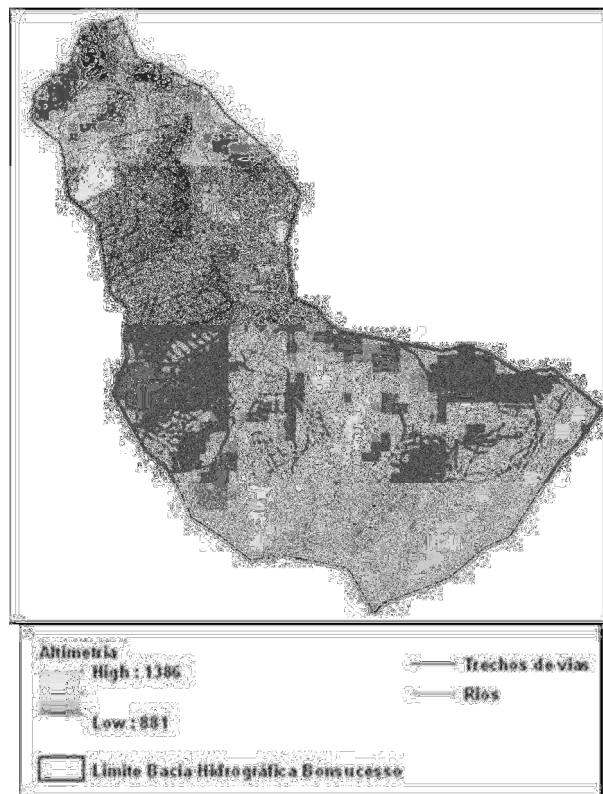 Altimetria
High : 1386
Low : 881
Trechos de vias
Rios
Limite Bacia Hidrográfica Bonsucesso